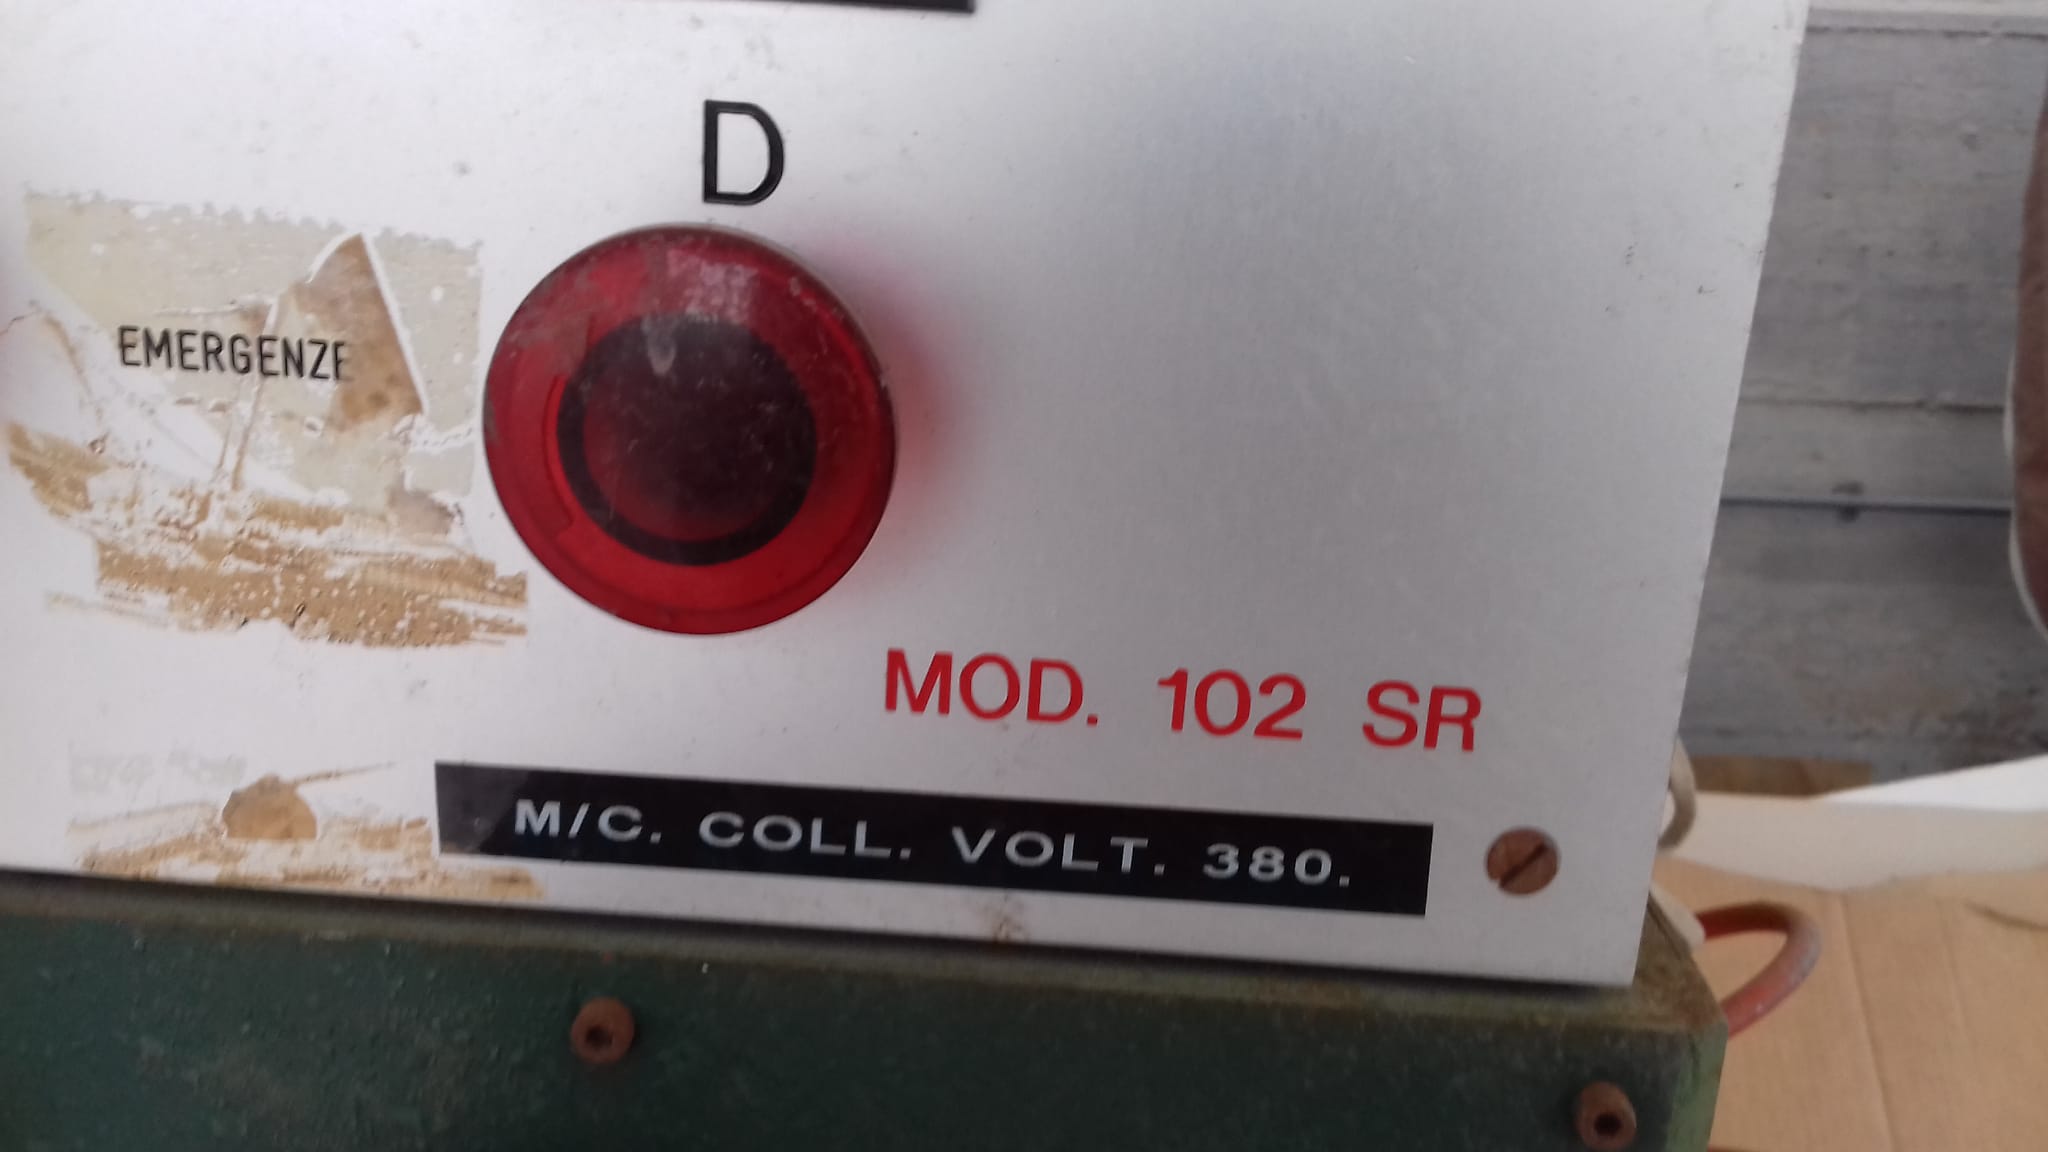 D
EMERGENZE
MOD. 102 SR
M/C. COLL. VOLT. 380.